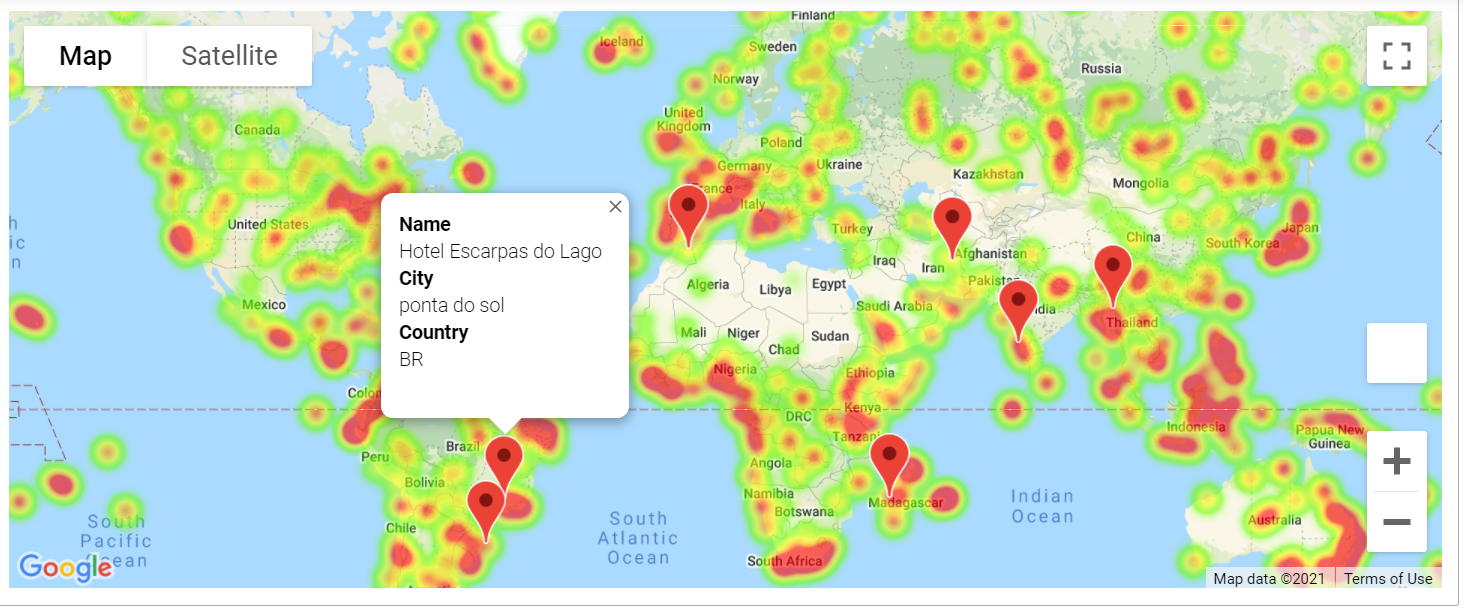 Map
Satellite
Finland
Iceland
Sweden
Norway
Russia
United
Kingdom
Canada
Poland
Germany
Ukraine
Kazakhstan
Mongolia
France
Italy
United States
Turkey
China
South Korea
Japan
Iraq
Iran
Afghanistan
Pakistan
Algeria
Libya
Egypt
Saudi Arabia
India
Mexico
Mali
Niger
Sudan
Chad
Thailand
Nigeria
Ethiopia
Name
Hotel Escarpas do Lago
City
ponta do sol
Country
BR
Colom
DRC
Kenya
Indonesia
Papua New
Guinea
Tanzania
Brazil
Peru
Angola
Bolivia
Namibia
Madagascar
Botswana
Indian
Ocean
Chile
South
Pacific
Ocean
South
Atlantic
Ocean
Australia
South Africa
Google
Map data ©2021
Terms of Use